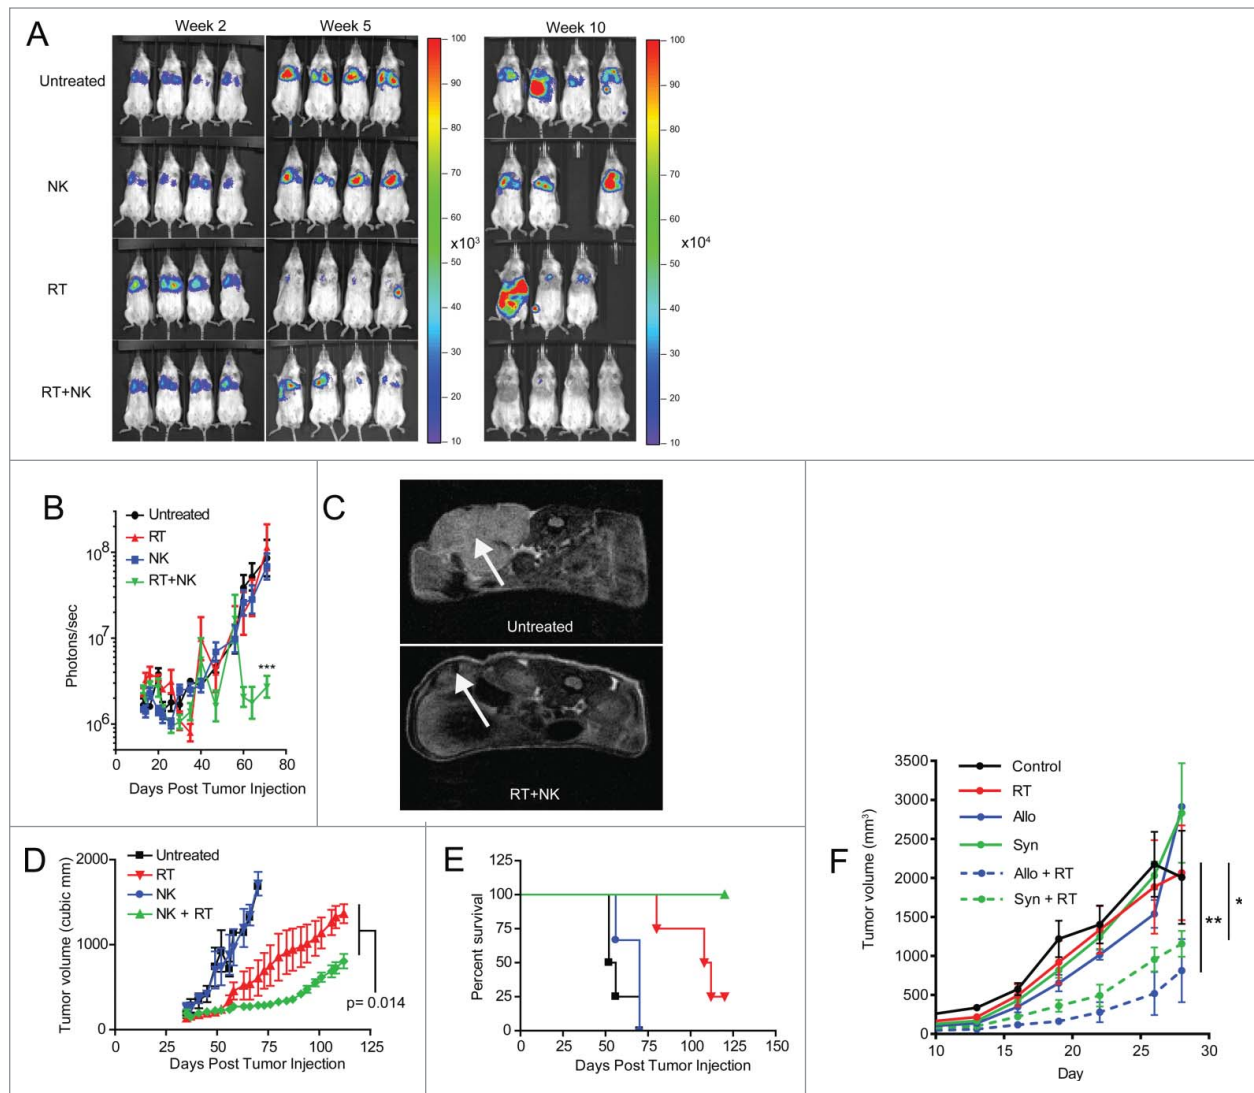 A
Week 2
Week 5
Week 10
Untreated
NK
RT
RT+NK
100
90
80
70
60
50
40
30
20
10
x10³
100
90
80
70
60
50
40
30
20
10
x10⁴
B
Untreated
RT
NK
RT+NK
Photons/sec
10⁸
10⁷
10⁶
***
0 20 40 60 80
Days Post Tumor Injection
C
Untreated
RT+NK
D
Untreated
RT
NK
NK + RT
Tumor volume (cubic mm)
2000
1000
0
p= 0.014
0 25 50 75 100 125
Days Post Tumor Injection
E
Percent survival
125
100
75
50
25
0
0 30 60 90 120 150
Days Post Tumor Injection
F
Control
RT
Allo
Syn
Allo + RT
Syn + RT
Tumor volume (mm³)
3500
3000
2500
2000
1500
1000
500
0
**
*
10 15 20 25 30
Day